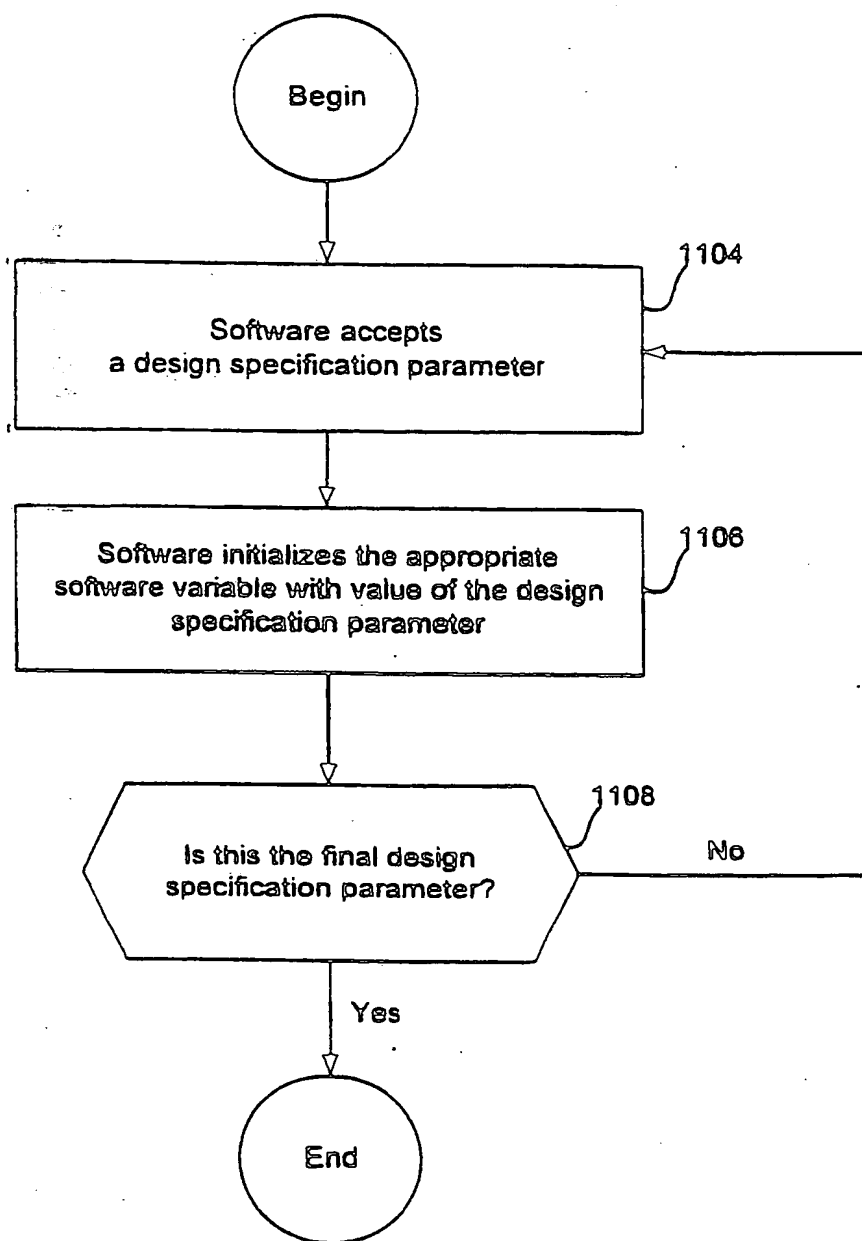 Begin
1104
Software accepts
a design specification parameter
1106
Software initializes the appropriate
software variable with value of the design
specification parameter
1108
Is this the final design
specification parameter?
No
Yes
End